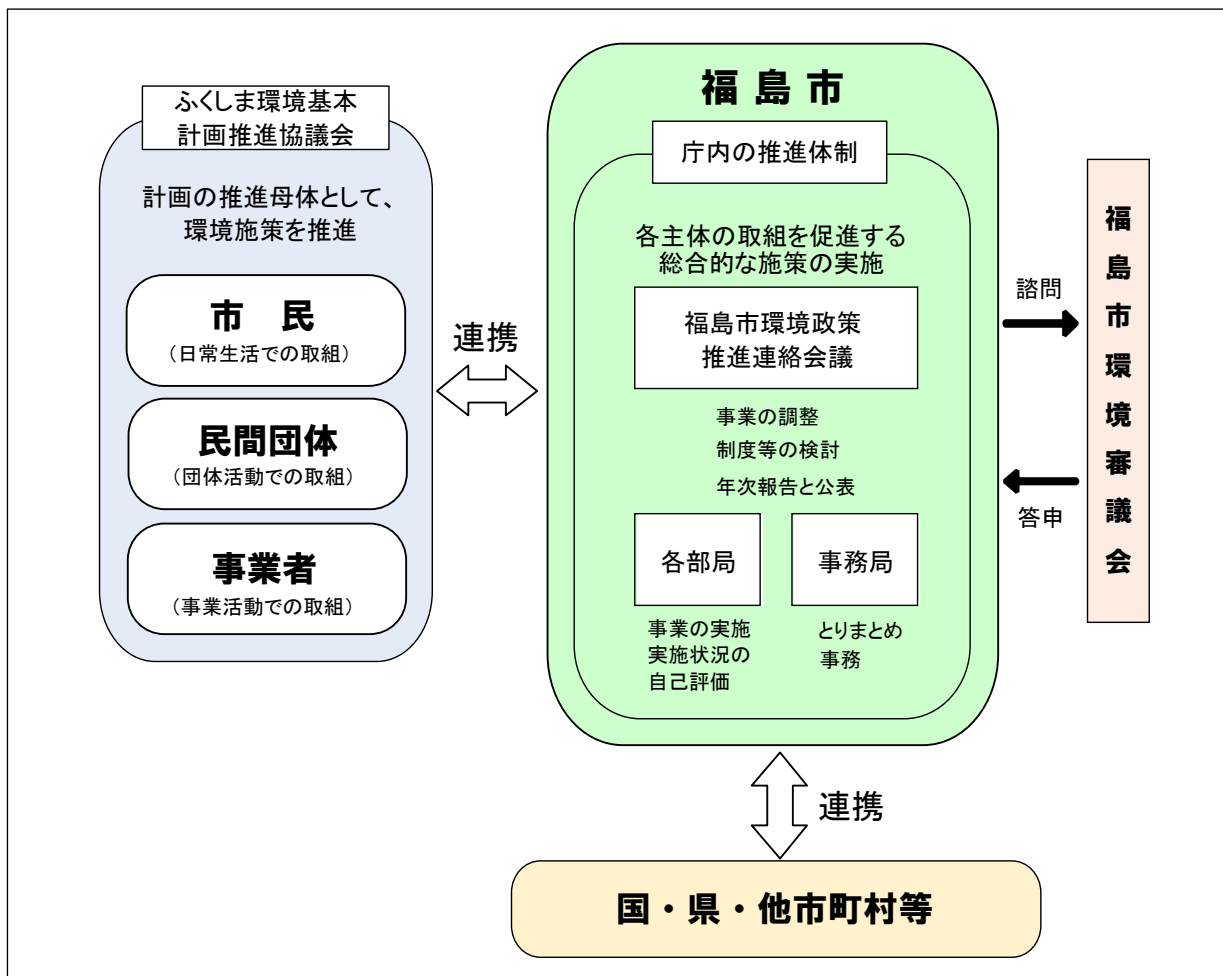 ふくしま環境基本
計画推進協議会
計画の推進母体として、
環境施策を推進
市　民
（日常生活での取組）
民間団体
（団体活動での取組）
事業者
（事業活動での取組）
連携
福島市
庁内の推進体制
各主体の取組を促進する
総合的な施策の実施
福島市環境政策
推進連絡会議
事業の調整
制度等の検討
年次報告と公表
各部局
事務局
事業の実施
実施状況の
自己評価
とりまとめ
事務
諮問
答申
福島市環境審議会
連携
国・県・他市町村等